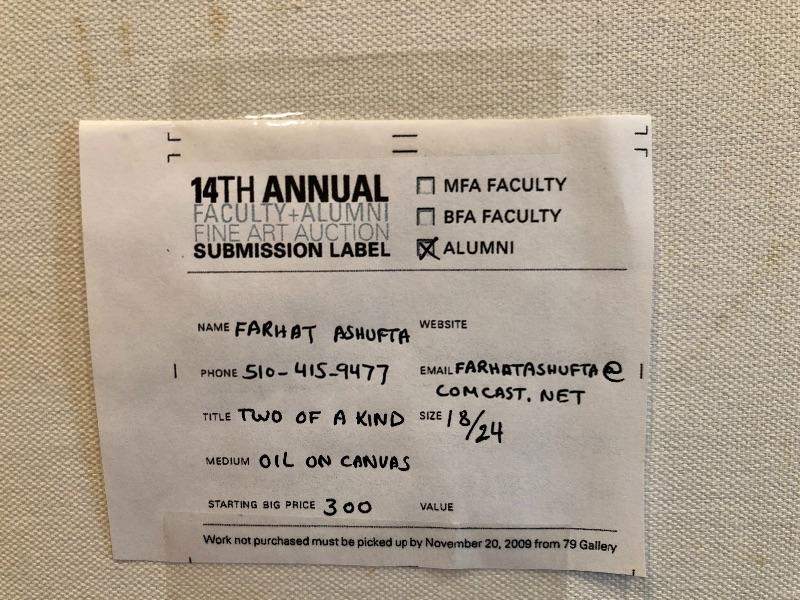 14TH ANNUAL
FACULTY+ALUMNI
FINE ART AUCTION
SUBMISSION LABEL
MFA FACULTY
BFA FACULTY
ALUMNI
NAME FARHAT ASHUFTA WEBSITE
PHONE 510-415-9477 EMAIL FARHATASHUFTA@
COMCAST.NET
TITLE TWO OF A KIND SIZE 18/24
MEDIUM OIL ON CANVAS
STARTING BIG PRICE 300 VALUE
Work not purchased must be picked up by November 20, 2009 from 79 Gallery